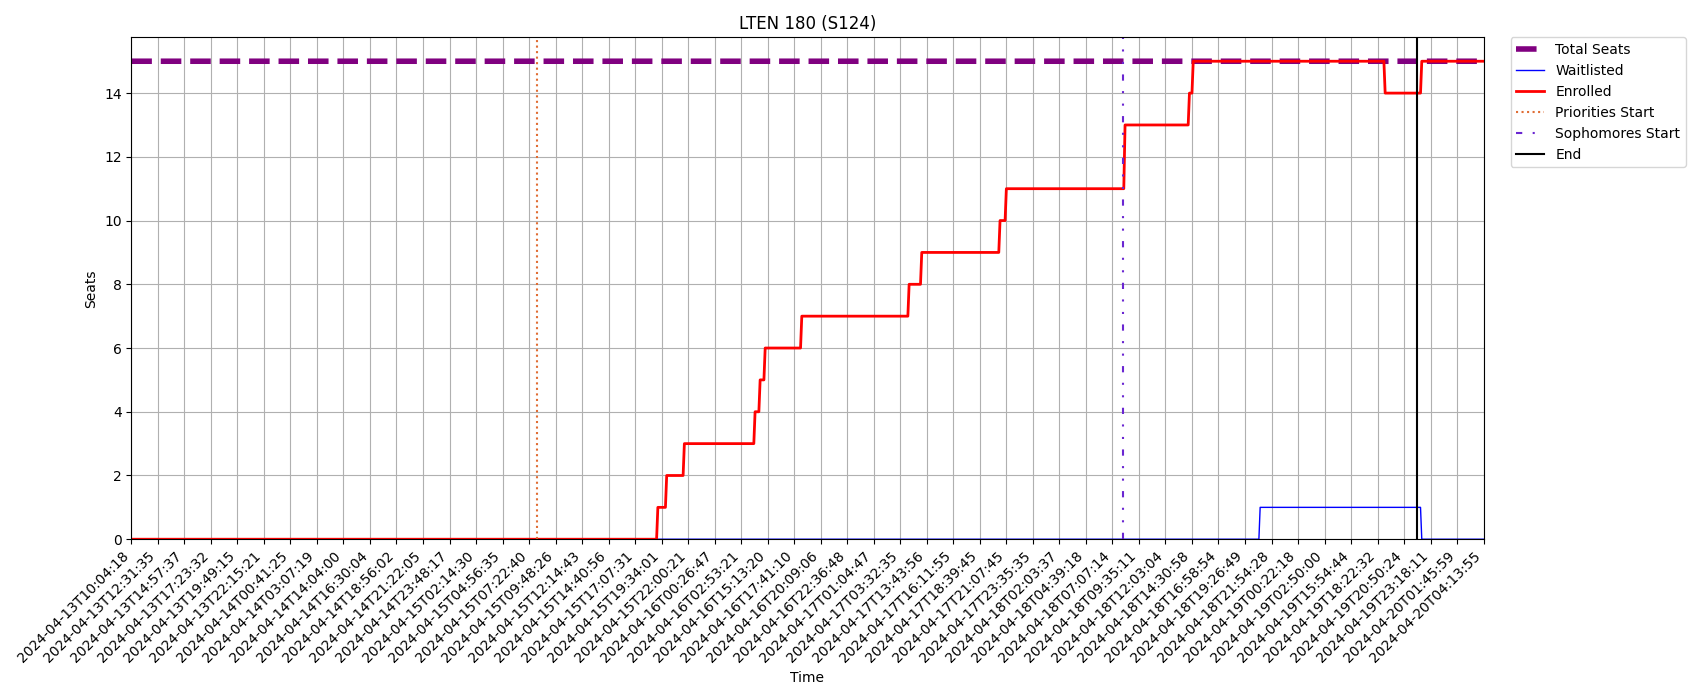 LTEN 180 (S124)
Total Seats
Waitlisted
Enrolled
Priorities Start
Sophomores Start
End
Seats
14
12
10
8
6
4
2
0
2024-04-13T10:04:18
2024-04-13T12:31:35
2024-04-13T14:57:37
2024-04-13T17:23:32
2024-04-13T19:49:15
2024-04-13T22:15:21
2024-04-14T00:41:25
2024-04-14T03:07:19
2024-04-14T14:04:00
2024-04-14T16:30:04
2024-04-14T18:56:02
2024-04-14T21:22:05
2024-04-14T23:48:17
2024-04-15T02:14:30
2024-04-15T04:56:35
2024-04-15T07:22:40
2024-04-15T09:48:26
2024-04-15T12:14:43
2024-04-15T14:40:56
2024-04-15T17:07:31
2024-04-15T19:34:01
2024-04-15T22:00:21
2024-04-16T00:26:47
2024-04-16T02:53:21
2024-04-16T15:13:20
2024-04-16T17:41:10
2024-04-16T20:09:06
2024-04-16T22:36:48
2024-04-17T01:04:47
2024-04-17T03:32:35
2024-04-17T13:43:56
2024-04-17T16:11:55
2024-04-17T18:39:45
2024-04-17T21:07:45
2024-04-17T23:35:35
2024-04-18T02:03:37
2024-04-18T04:39:18
2024-04-18T07:07:14
2024-04-18T09:35:11
2024-04-18T12:03:04
2024-04-18T14:30:58
2024-04-18T16:58:54
2024-04-18T19:26:49
2024-04-18T21:54:28
2024-04-19T00:22:18
2024-04-19T02:50:00
2024-04-19T15:54:44
2024-04-19T18:22:32
2024-04-19T20:50:24
2024-04-19T23:18:11
2024-04-20T01:45:59
2024-04-20T04:13:55
Time